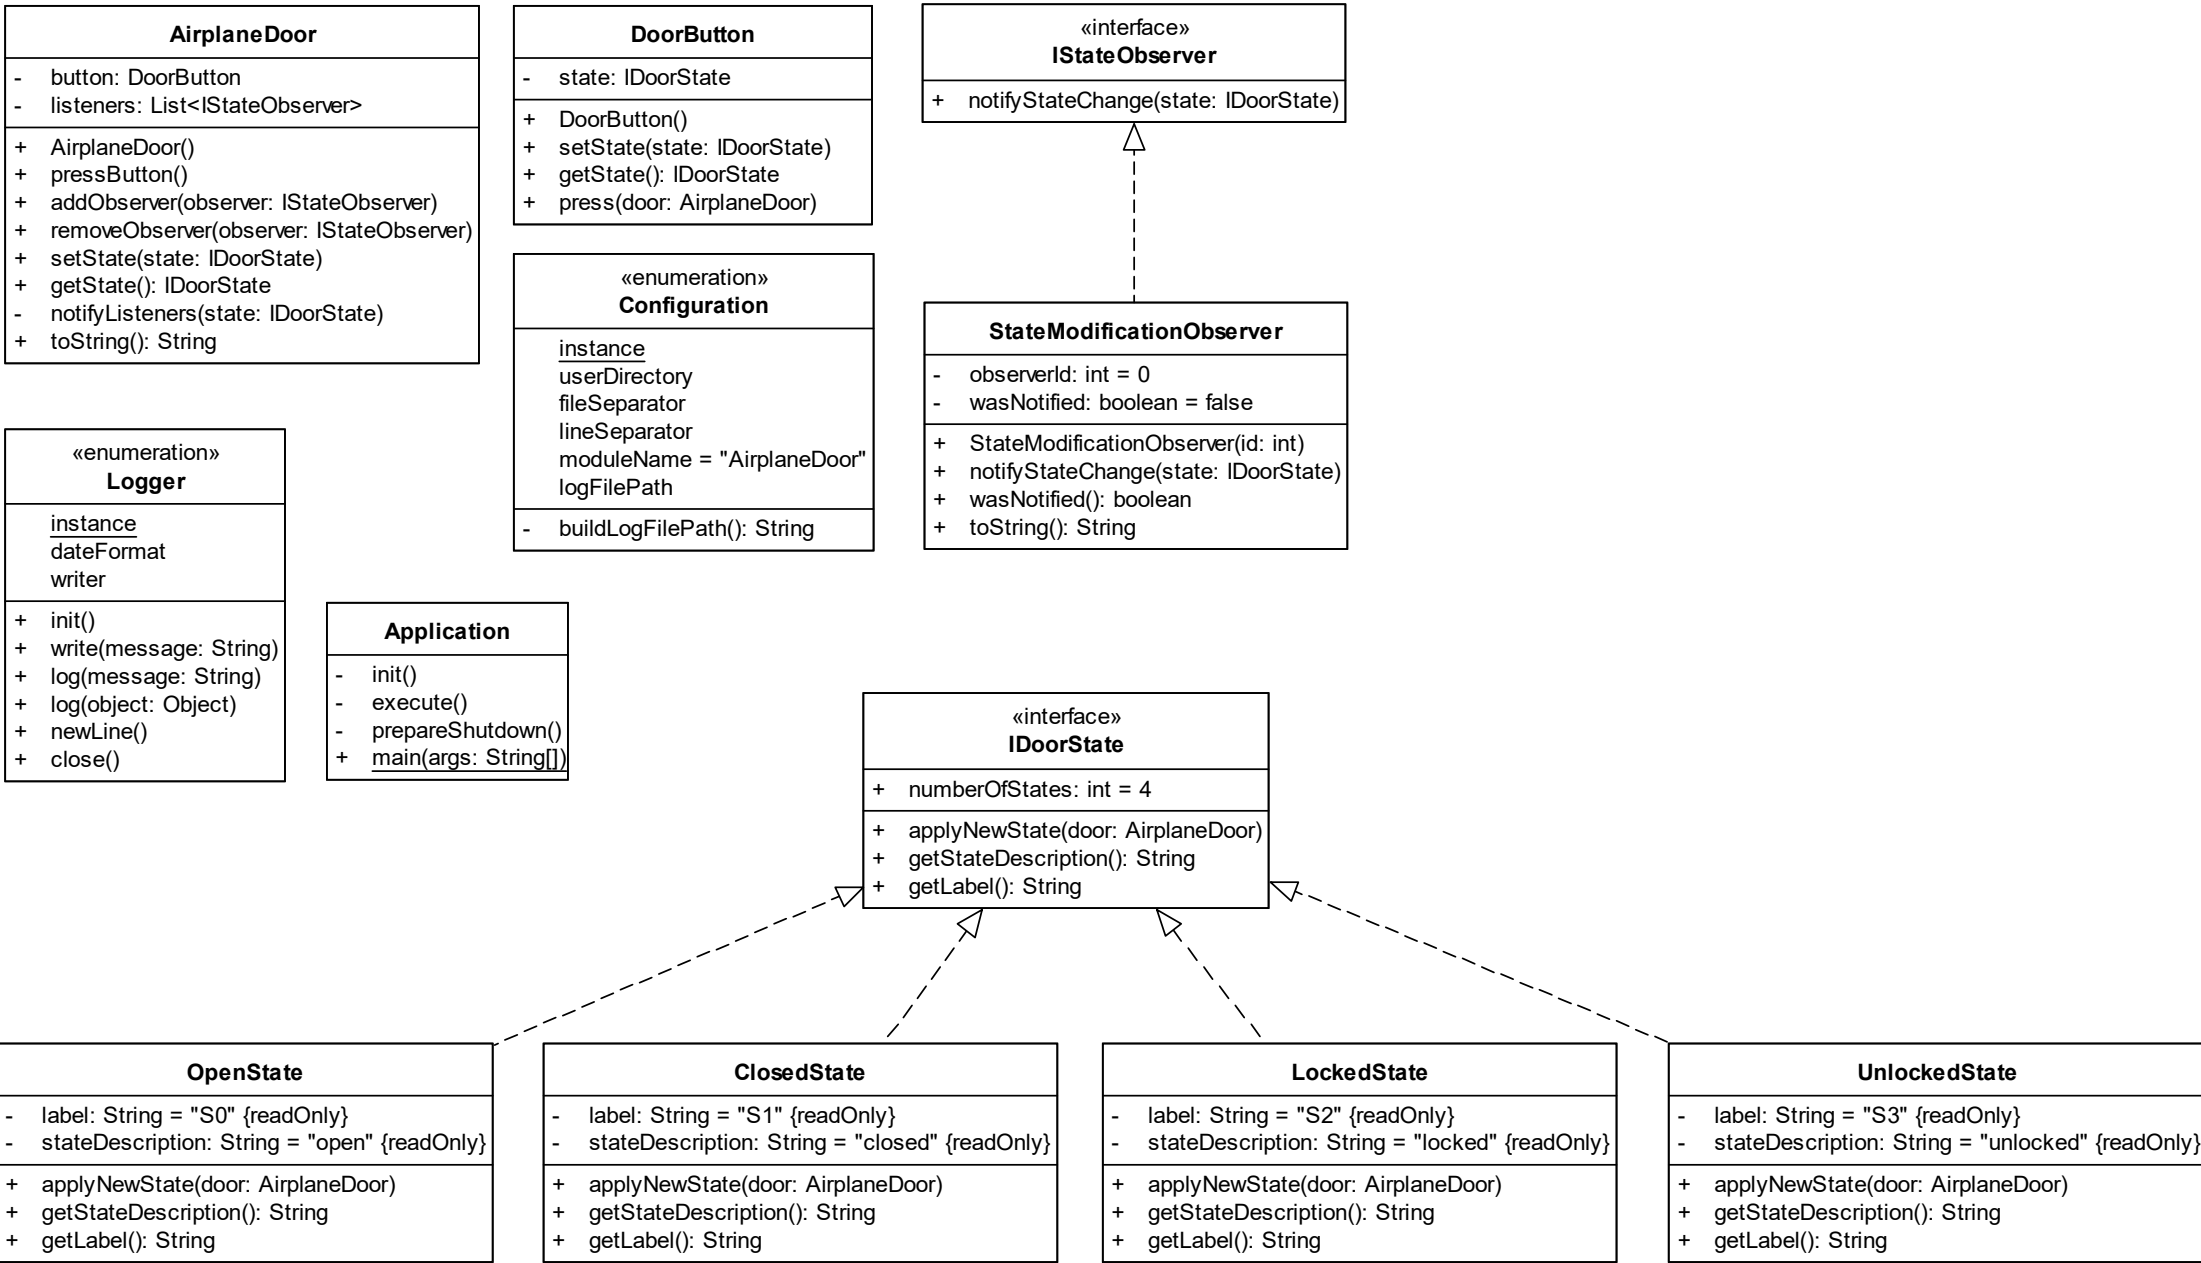 AirplaneDoor
- button: DoorButton
- listeners: List<IStateObserver>
+ AirplaneDoor()
+ pressButton()
+ addObserver(observer: IStateObserver)
+ removeObserver(observer: IStateObserver)
+ setState(state: IDoorState)
+ getState(): IDoorState
- notifyListeners(state: IDoorState)
+ toString(): String
DoorButton
- state: IDoorState
+ DoorButton()
+ setState(state: IDoorState)
+ getState(): IDoorState
+ press(door: AirplaneDoor)
«interface»
IStateObserver
+ notifyStateChange(state: IDoorState)
«enumeration»
Configuration
instance
userDirectory
fileSeparator
lineSeparator
moduleName = "AirplaneDoor"
logFilePath
- buildLogFilePath(): String
StateModificationObserver
- observerId: int = 0
- wasNotified: boolean = false
+ StateModificationObserver(id: int)
+ notifyStateChange(state: IDoorState)
+ wasNotified(): boolean
+ toString(): String
«enumeration»
Logger
instance
dateFormat
writer
+ init()
+ write(message: String)
+ log(message: String)
+ log(object: Object)
+ newLine()
+ close()
Application
- init()
- execute()
- prepareShutdown()
+ main(args: String[])
«interface»
IDoorState
+ numberOfStates: int = 4
+ applyNewState(door: AirplaneDoor)
+ getStateDescription(): String
+ getLabel(): String
OpenState
- label: String = "S0" {readOnly}
- stateDescription: String = "open" {readOnly}
+ applyNewState(door: AirplaneDoor)
+ getStateDescription(): String
+ getLabel(): String
ClosedState
- label: String = "S1" {readOnly}
- stateDescription: String = "closed" {readOnly}
+ applyNewState(door: AirplaneDoor)
+ getStateDescription(): String
+ getLabel(): String
LockedState
- label: String = "S2" {readOnly}
- stateDescription: String = "locked" {readOnly}
+ applyNewState(door: AirplaneDoor)
+ getStateDescription(): String
+ getLabel(): String
UnlockedState
- label: String = "S3" {readOnly}
- stateDescription: String = "unlocked" {readOnly}
+ applyNewState(door: AirplaneDoor)
+ getStateDescription(): String
+ getLabel(): String